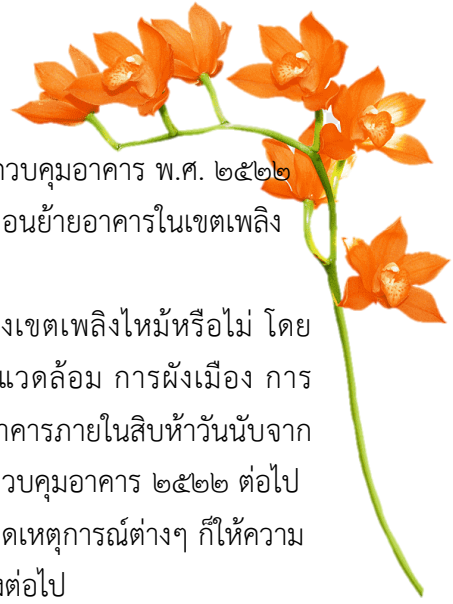 วบคุมอาคาร พ.ศ. ๒๕๒๒
อนย้ายอาคารในเขตเพลิง
งเขตเพลิงไหม้หรือไม่ โดย
แวดล้อม การผังเมือง การ
าคารภายในสิบห้าวันนับจาก
วบคุมอาคาร ๒๕๒๒ ต่อไป
ดเหตุการณ์ต่างๆ ก็ให้ความ
งต่อไป